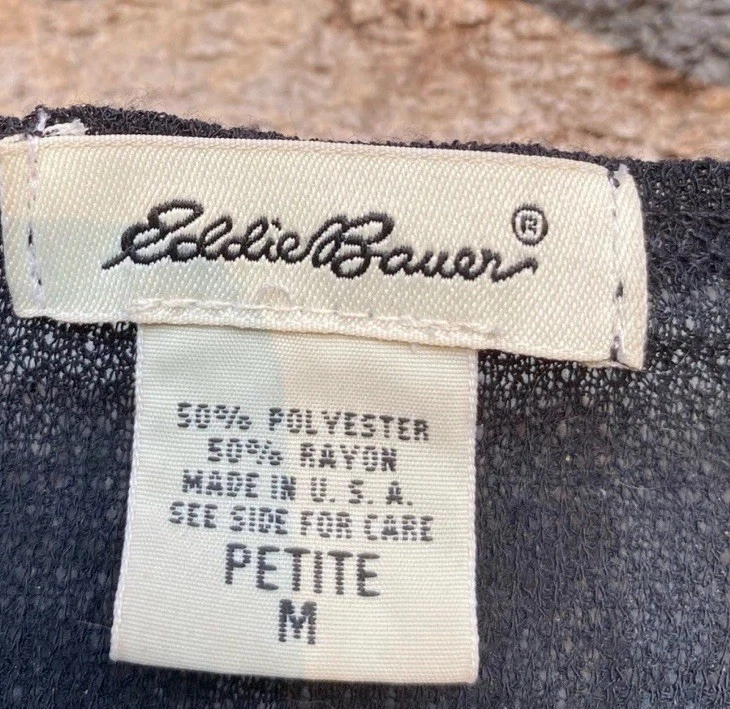 Eddie Bauer®
50% POLYESTER
50% RAYON
MADE IN U. S. A.
SEE SIDE FOR CARE
PETITE
M